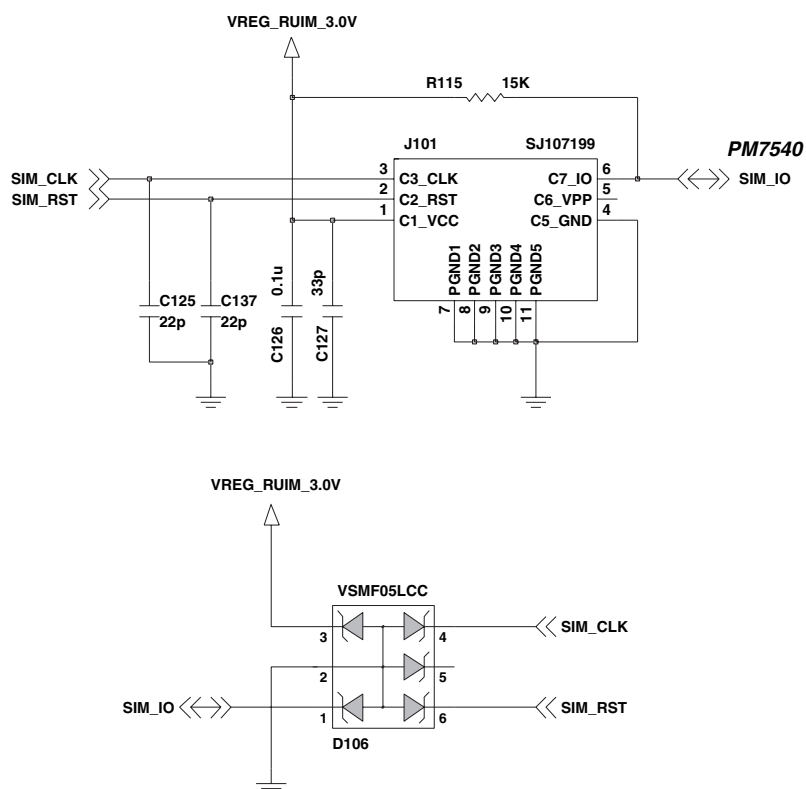 VREG_RUIM_3.0V
R115 15K
J101 SJ107199
PM7540
SIM_CLK 3 C3_CLK C7_IO 6 SIM_IO
SIM_RST 2 C2_RST C6_VPP 5
1 C1_VCC C5_GND 4
PGND1 PGND2 PGND3 PGND4 PGND5
7 8 9 10 11
C125 22p
C137 22p
0.1u C126
33p C127
VREG_RUIM_3.0V
VSMF05LCC
3 4 SIM_CLK
2 5
SIM_IO 1 6 SIM_RST
D106